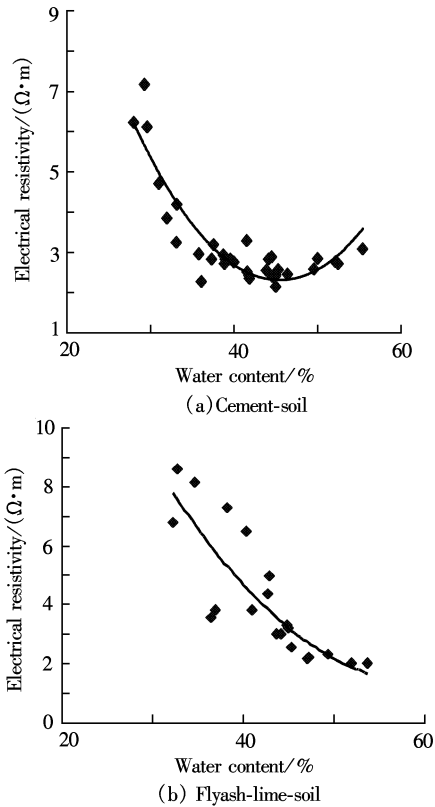 9
7
5
3
1
Electrical resistivity/(Ω•m)
20 40 60
Water content/%
(a)Cement-soil
10
8
6
4
2
0
Electrical resistivity/(Ω•m)
20 40 60
Water content/%
(b) Flyash-lime-soil